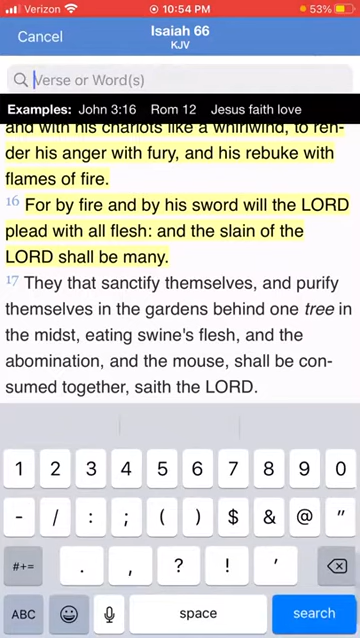 Verizon 10:54 PM 53%
Cancel Isaiah 66
KJV
Verse or Word(s)
Examples: John 3:16 Rom 12 Jesus faith love
and with his chariots like a whirlwind, to ren-
der his anger with fury, and his rebuke with
flames of fire.
16 For by fire and by his sword will the LORD
plead with all flesh: and the slain of the
LORD shall be many.
17 They that sanctify themselves, and purify
themselves in the gardens behind one tree in
the midst, eating swine's flesh, and the
abomination, and the mouse, shall be con-
sumed together, saith the LORD.
1 2 3 4 5 6 7 8 9 0
- / : ; ( ) $ & @ "
#+= . , ? ! '
ABC space search